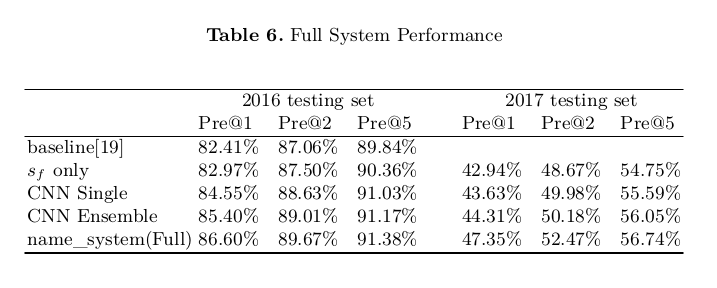 Table 6. Full System Performance
2016 testing set 2017 testing set
Pre@1 Pre@2 Pre@5 Pre@1 Pre@2 Pre@5
baseline[19] 82.41% 87.06% 89.84%
s_f only 82.97% 87.50% 90.36% 42.94% 48.67% 54.75%
CNN Single 84.55% 88.63% 91.03% 43.63% 49.98% 55.59%
CNN Ensemble 85.40% 89.01% 91.17% 44.31% 50.18% 56.05%
name_system(Full) 86.60% 89.67% 91.38% 47.35% 52.47% 56.74%